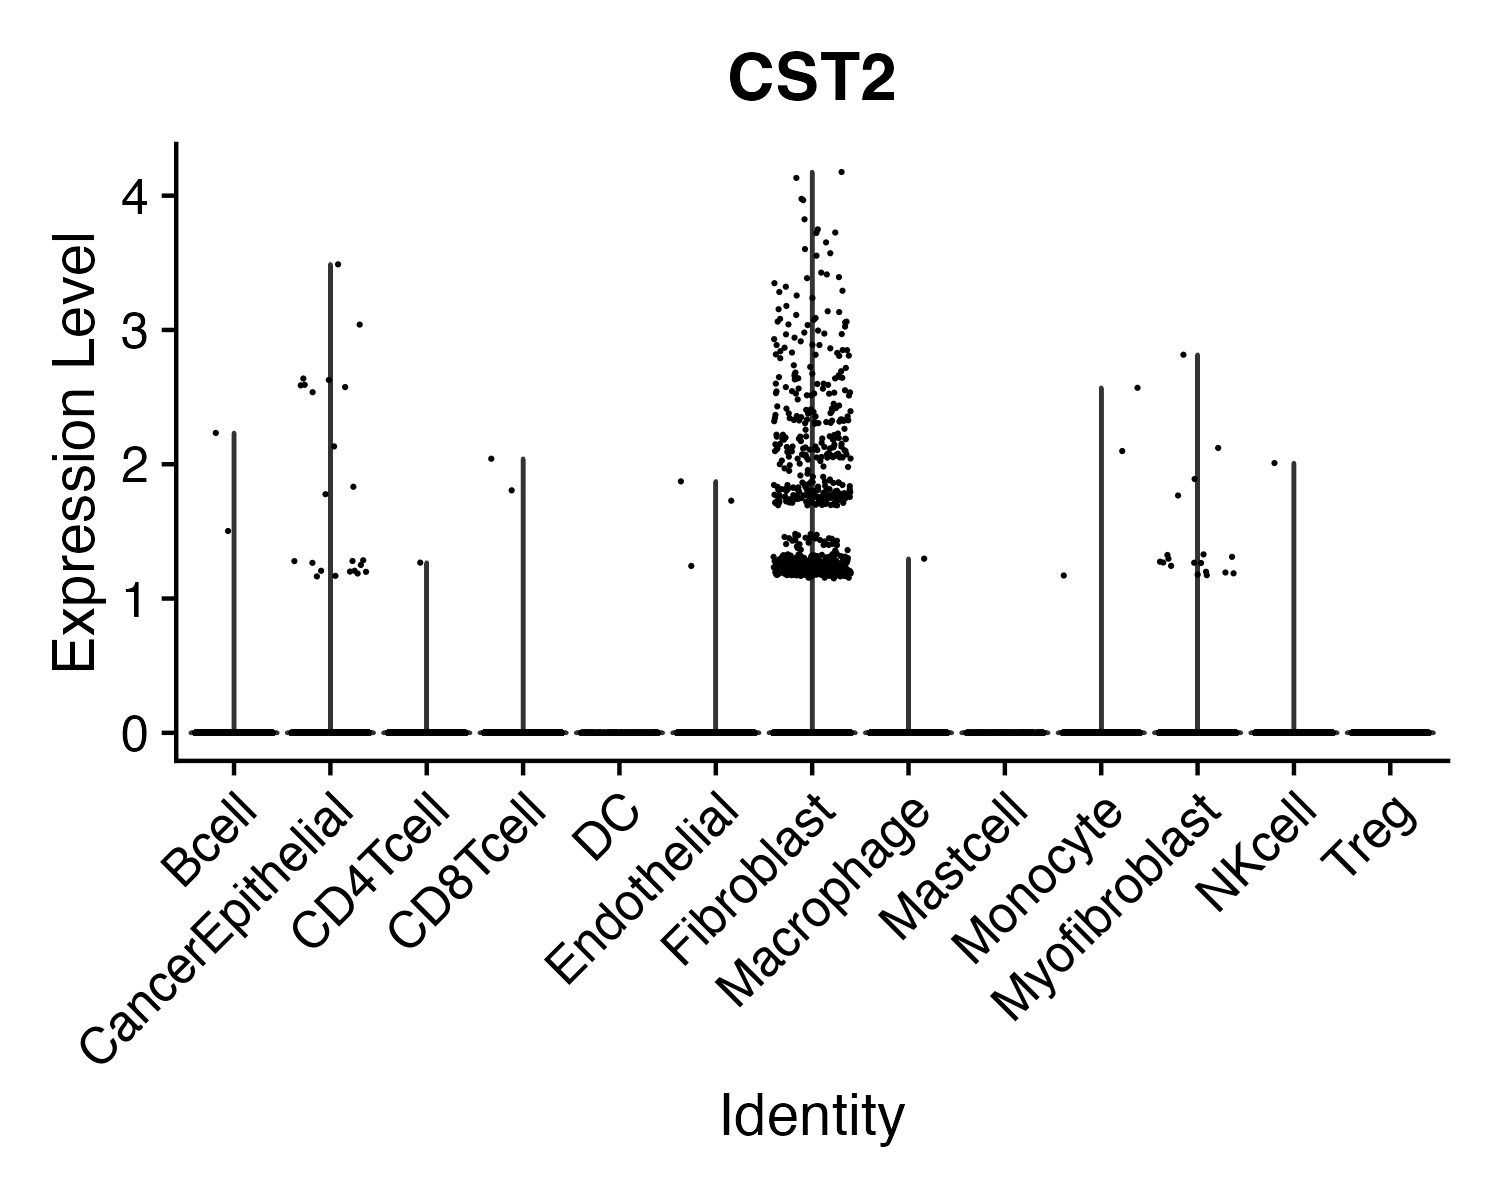 CST2
Expression Level
4
3
2
1
0
Bcell
CancerEpithelial
CD4Tcell
CD8Tcell
DC
Endothelial
Fibroblast
Macrophage
Mastcell
Monocyte
Myofibroblast
NKcell
Treg
Identity